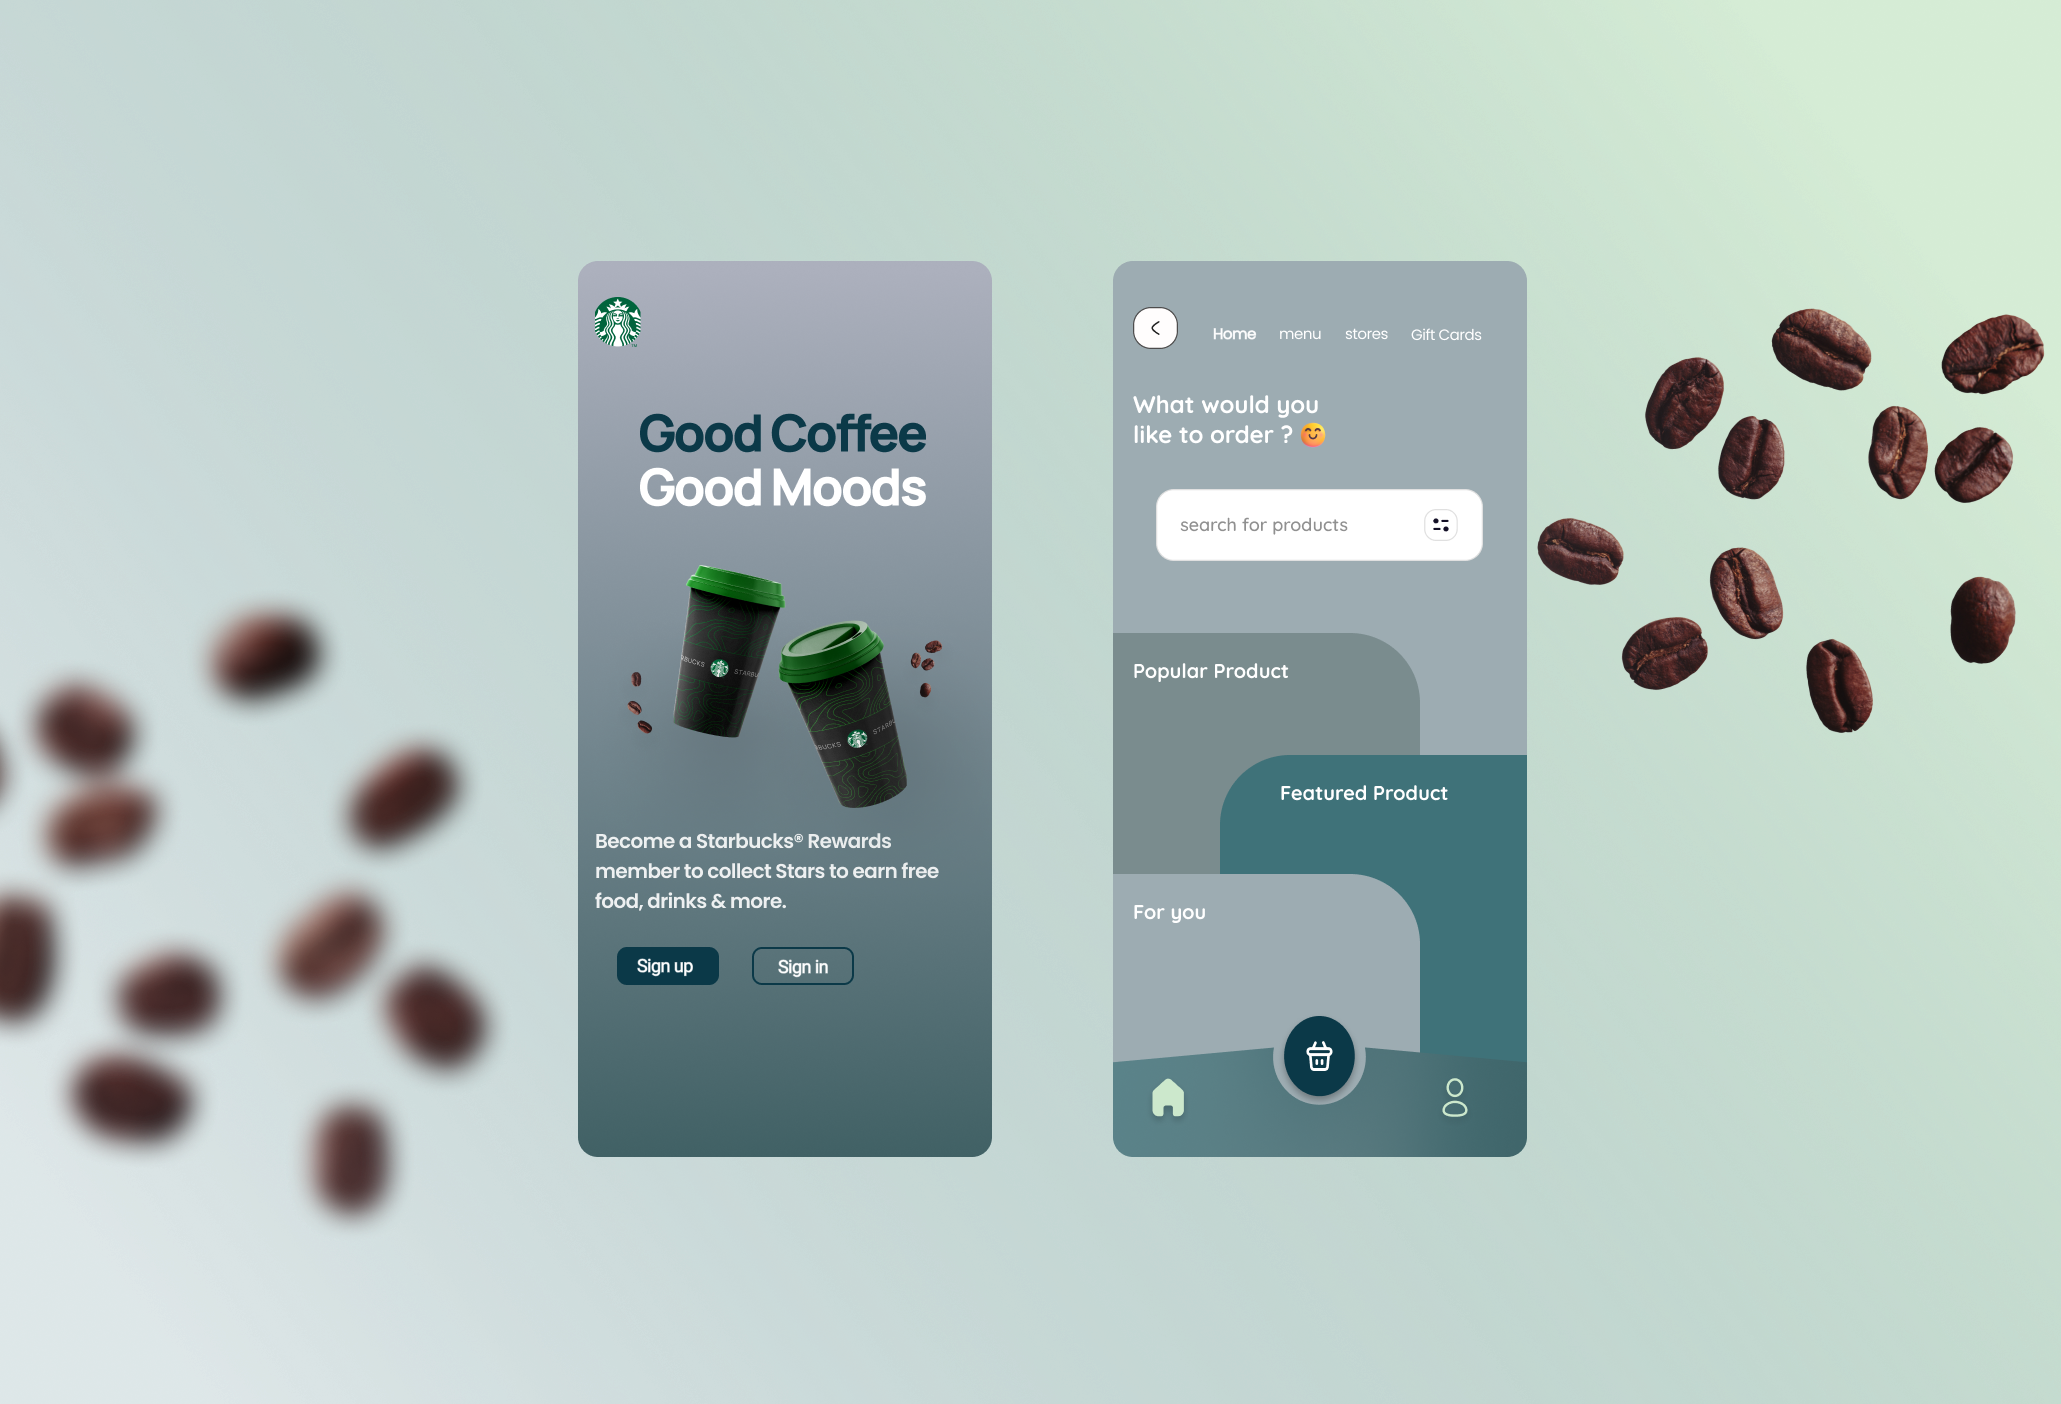 Good Coffee
Good Moods
STARBU
STARBU
Become a Starbucks® Rewards
member to collect Stars to earn free
food, drinks & more.
Sign up
Sign in
Home menu stores Gift Cards
What would you
like to order ? 😊
search for products
Popular Product
Featured Product
For you